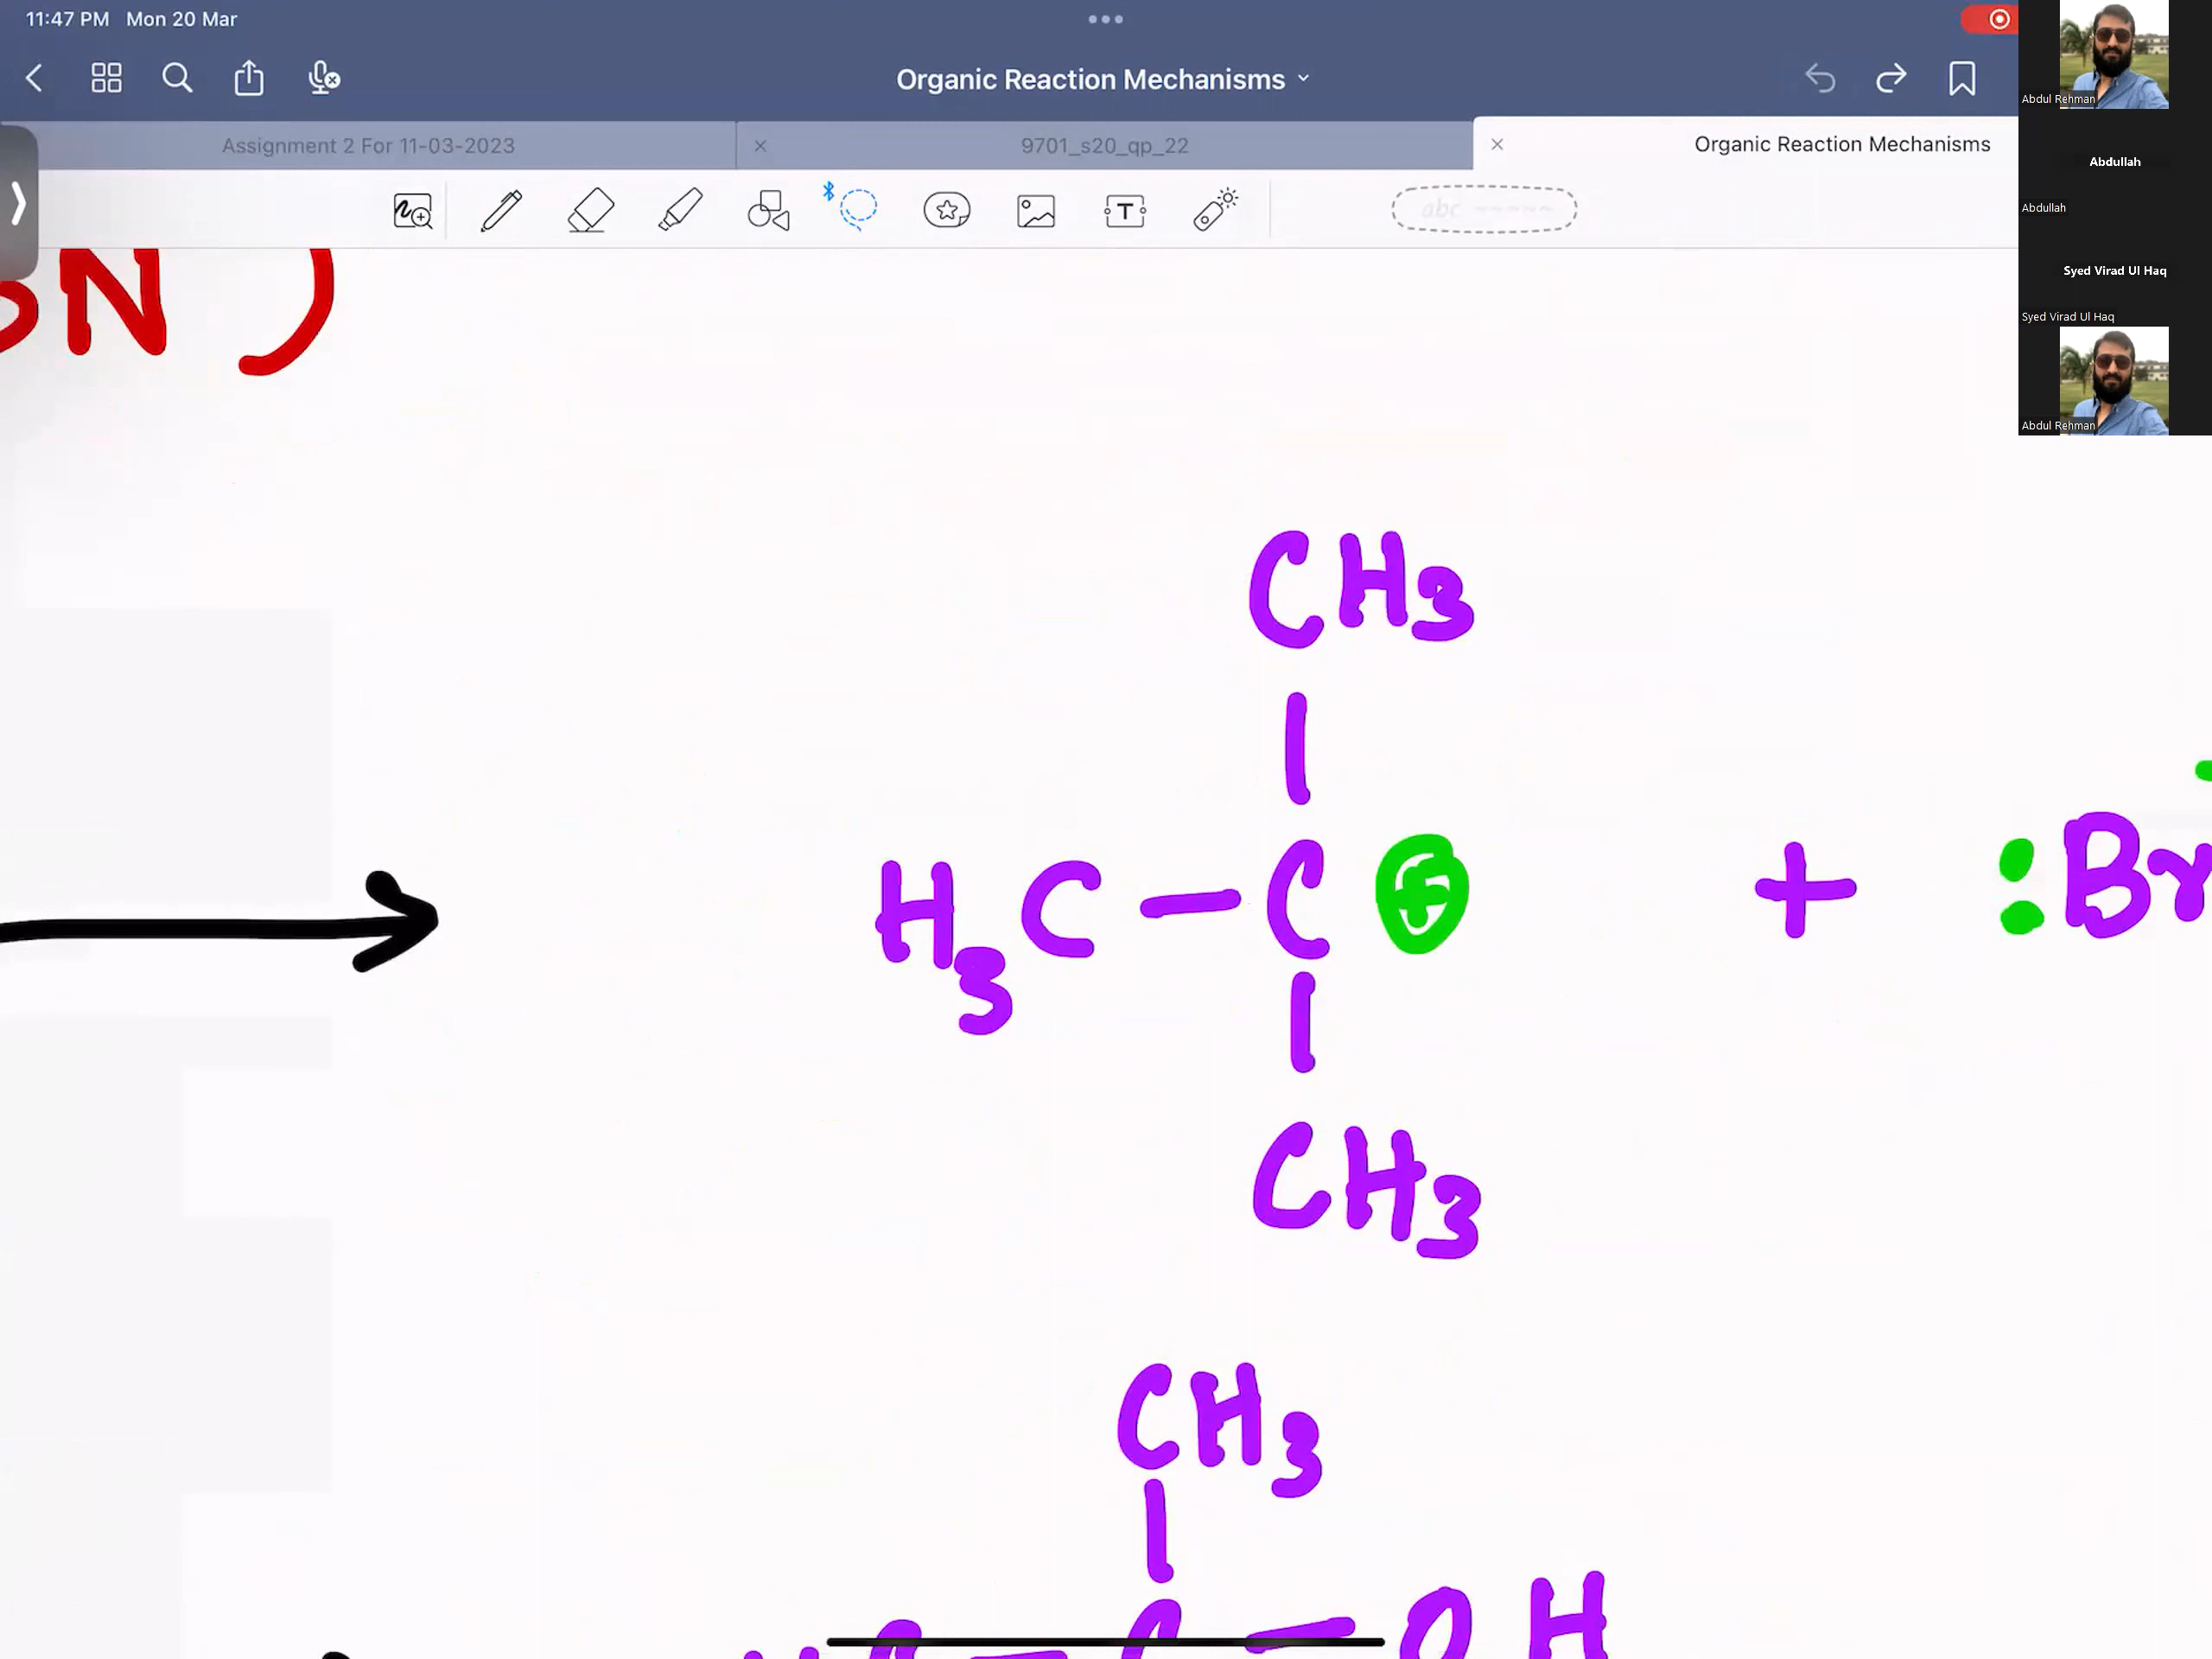 11:47 PM Mon 20 Mar
Organic Reaction Mechanisms
Assignment 2 For 11-03-2023
9701_s20_qp_22
Organic Reaction Mechanisms
T
abc
Abdul Rehman
Abdullah
Abdullah
Syed Virad Ul Haq
Syed Virad Ul Haq
Abdul Rehman
N )
CH3
|
H3C — C ⊕ + :Br
|
CH3
CH3
|
C — OH